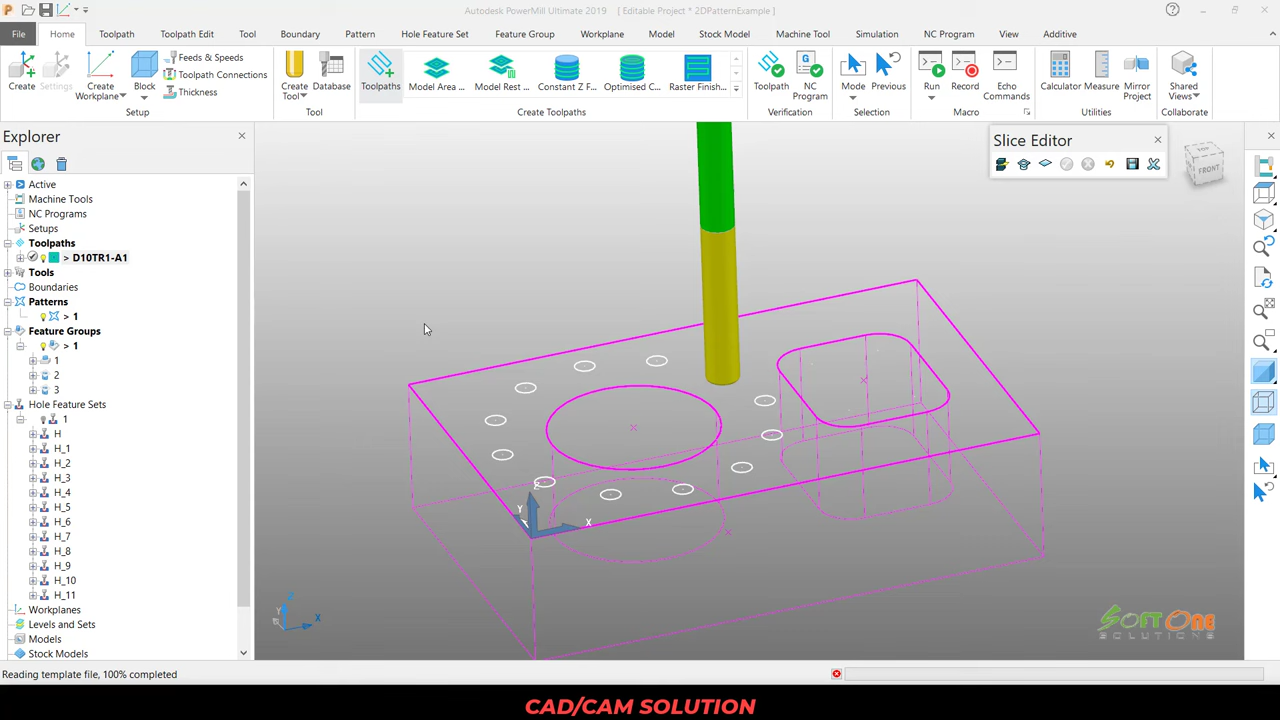 Autodesk PowerMill Ultimate 2019 [ Editable Project * 2DPatternExample ]
File Home Toolpath Toolpath Edit Tool Boundary Pattern Hole Feature Set Feature Group Workplane Model Stock Model Machine Tool Simulation NC Program View Additive
Create Settings Create Workplane Block Feeds & Speeds Toolpath Connections Thickness
Create Tool Database Toolpaths Model Area ... Model Rest ... Constant Z F... Optimised C... Raster Finish... Toolpath NC Program Mode Previous Run Record Echo Commands Calculator Measure Mirror Project Shared Views
Setup Tool Create Toolpaths Verification Selection Macro Utilities Collaborate
Explorer
Slice Editor
TOP
FRONT
Active
Machine Tools
NC Programs
Setups
Toolpaths
> D10TR1-A1
Tools
Boundaries
Patterns
> 1
Feature Groups
> 1
1
2
3
Hole Feature Sets
1
H
H_1
H_2
H_3
H_4
H_5
H_6
H_7
H_8
H_9
H_10
H_11
Workplanes
Levels and Sets
Models
Stock Models
Z
Y
X
Z
Y
X
SOFT ONE
SOLUTIONS
Reading template file, 100% completed
CAD/CAM SOLUTION